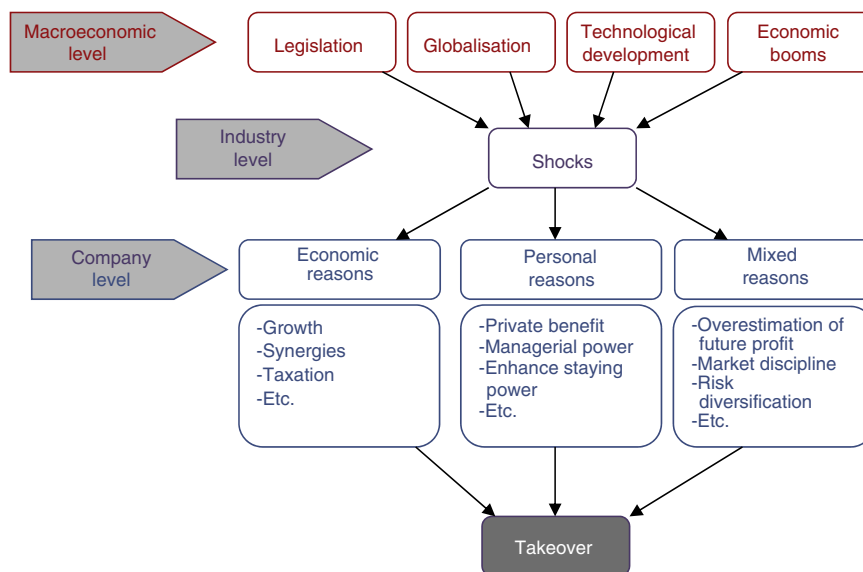 Macroeconomic
level
Legislation
Globalisation
Technological
development
Economic
booms
Industry
level
Shocks
Company
level
Economic
reasons
Personal
reasons
Mixed
reasons
-Growth
-Synergies
-Taxation
-Etc.
-Private benefit
-Managerial power
-Enhance staying
power
-Etc.
-Overestimation of
future profit
-Market discipline
-Risk
diversification
-Etc.
Takeover